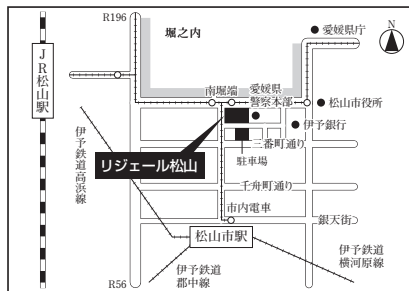 R196
堀之内
愛媛県庁
N
JR松山駅
南堀端
愛媛県
警察本部
松山市役所
伊予銀行
三番町通り
リジェール松山
駐車場
伊予鉄道高浜線
千舟町通り
市内電車
銀天街
松山市駅
伊予鉄道
横河原線
伊予鉄道
郡中線
R56